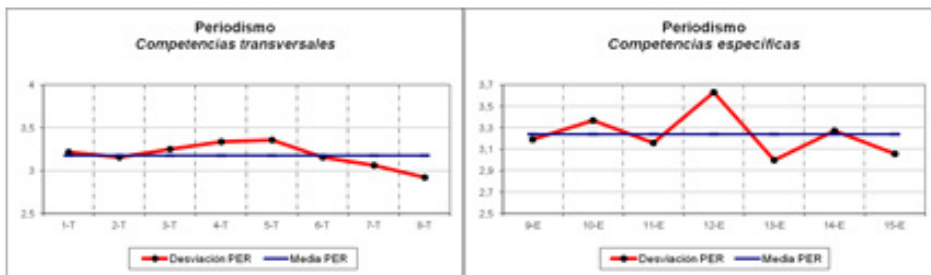 Periodismo
Competencias transversales
4
3,5
3
2,5
1-T 2-T 3-T 4-T 5-T 6-T 7-T 8-T
Desviación PER Media PER
Periodismo
Competencias específicas
3,7
3,5
3,3
3,1
2,9
2,7
2,5
9-E 10-E 11-E 12-E 13-E 14-E 15-E
Desviación PER Media PER